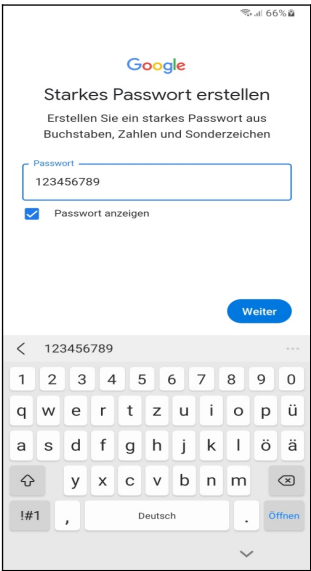 66%
Google
Starkes Passwort erstellen
Erstellen Sie ein starkes Passwort aus
Buchstaben, Zahlen und Sonderzeichen
Passwort
123456789
Passwort anzeigen
Weiter
123456789
1 2 3 4 5 6 7 8 9 0
q w e r t z u i o p ü
a s d f g h j k l ö ä
y x c v b n m
!#1 , Deutsch . Öffnen